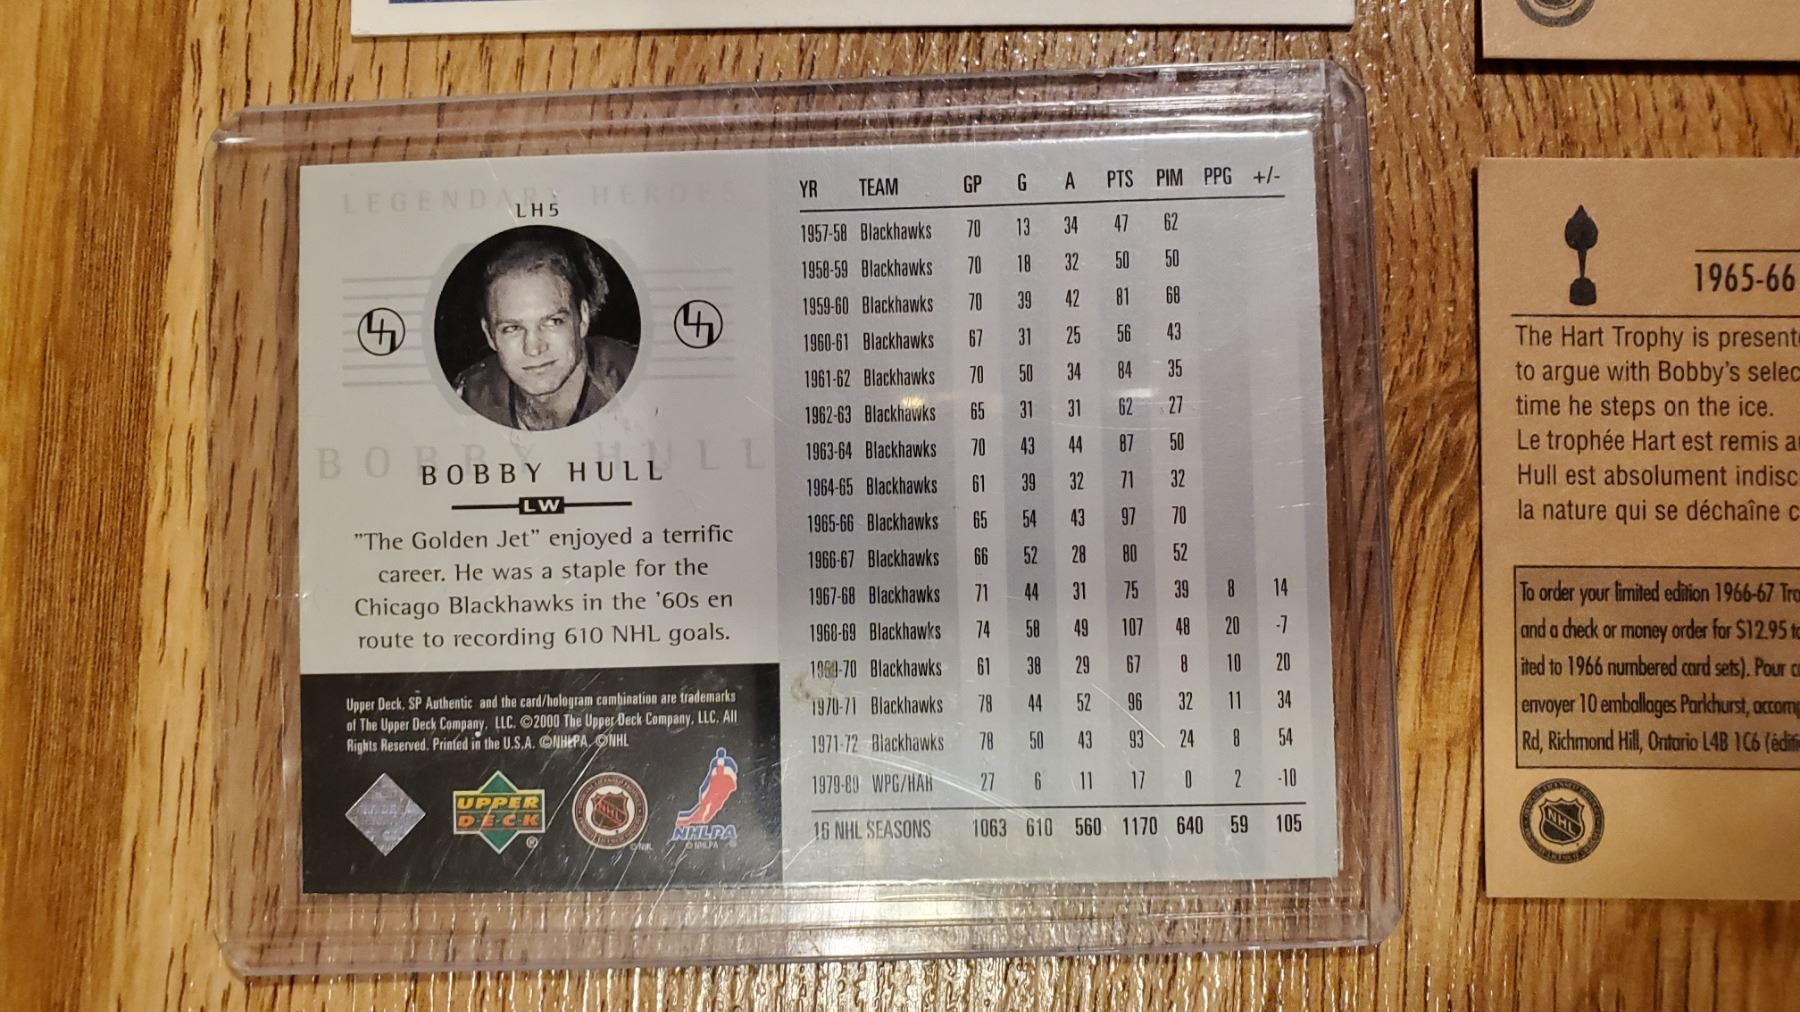 LEGENDARY HEROES
LH5
BOBBY HULL
BOBBY HULL
LW
"The Golden Jet" enjoyed a terrific
career. He was a staple for the
Chicago Blackhawks in the '60s en
route to recording 610 NHL goals.
Upper Deck, SP Authentic and the card/hologram combination are trademarks
of The Upper Deck Company, LLC. ©2000 The Upper Deck Company, LLC. All
Rights Reserved. Printed in the U.S.A. ©NHLPA. ©NHL
UPPER
D·E·C·K
®
NHL
©NHL
NHLPA
©NHLPA
YR TEAM GP G A PTS PIM PPG +/-
1957-58 Blackhawks 70 13 34 47 62
1958-59 Blackhawks 70 18 32 50 50
1959-60 Blackhawks 70 39 42 81 68
1960-61 Blackhawks 67 31 25 56 43
1961-62 Blackhawks 70 50 34 84 35
1962-63 Blackhawks 65 31 31 62 27
1963-64 Blackhawks 70 43 44 87 50
1964-65 Blackhawks 61 39 32 71 32
1965-66 Blackhawks 65 54 43 97 70
1966-67 Blackhawks 66 52 28 80 52
1967-68 Blackhawks 71 44 31 75 39 8 14
1968-69 Blackhawks 74 58 49 107 48 20 -7
1969-70 Blackhawks 61 38 29 67 8 10 20
1970-71 Blackhawks 78 44 52 96 32 11 34
1971-72 Blackhawks 78 50 43 93 24 8 54
1979-80 WPG/HAR 27 6 11 17 0 2 -10
16 NHL SEASONS 1063 610 560 1170 640 59 105
1965-66
The Hart Trophy is present
to argue with Bobby's selec
time he steps on the ice.
Le trophée Hart est remis a
Hull est absolument indisc
la nature qui se déchaîne c
To order your limited edition 1966-67 Tro
and a check or money order for $12.95 to
ited to 1966 numbered card sets). Pour c
envoyer 10 emballages Parkhurst, accomp
Rd, Richmond Hill, Ontario L4B 1C6 (éditi
NHL